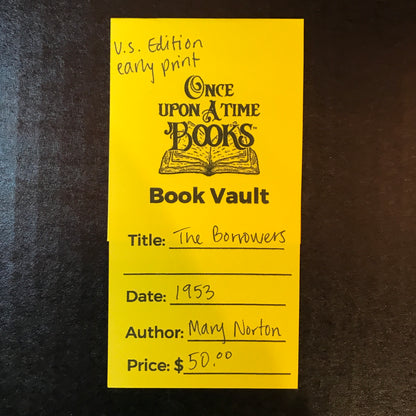 U.S. Edition
early print
ONCE
UPON A TIME
BOOKS™
Book Vault
Title: The Borrowers
Date: 1953
Author: Mary Norton
Price: $50.00